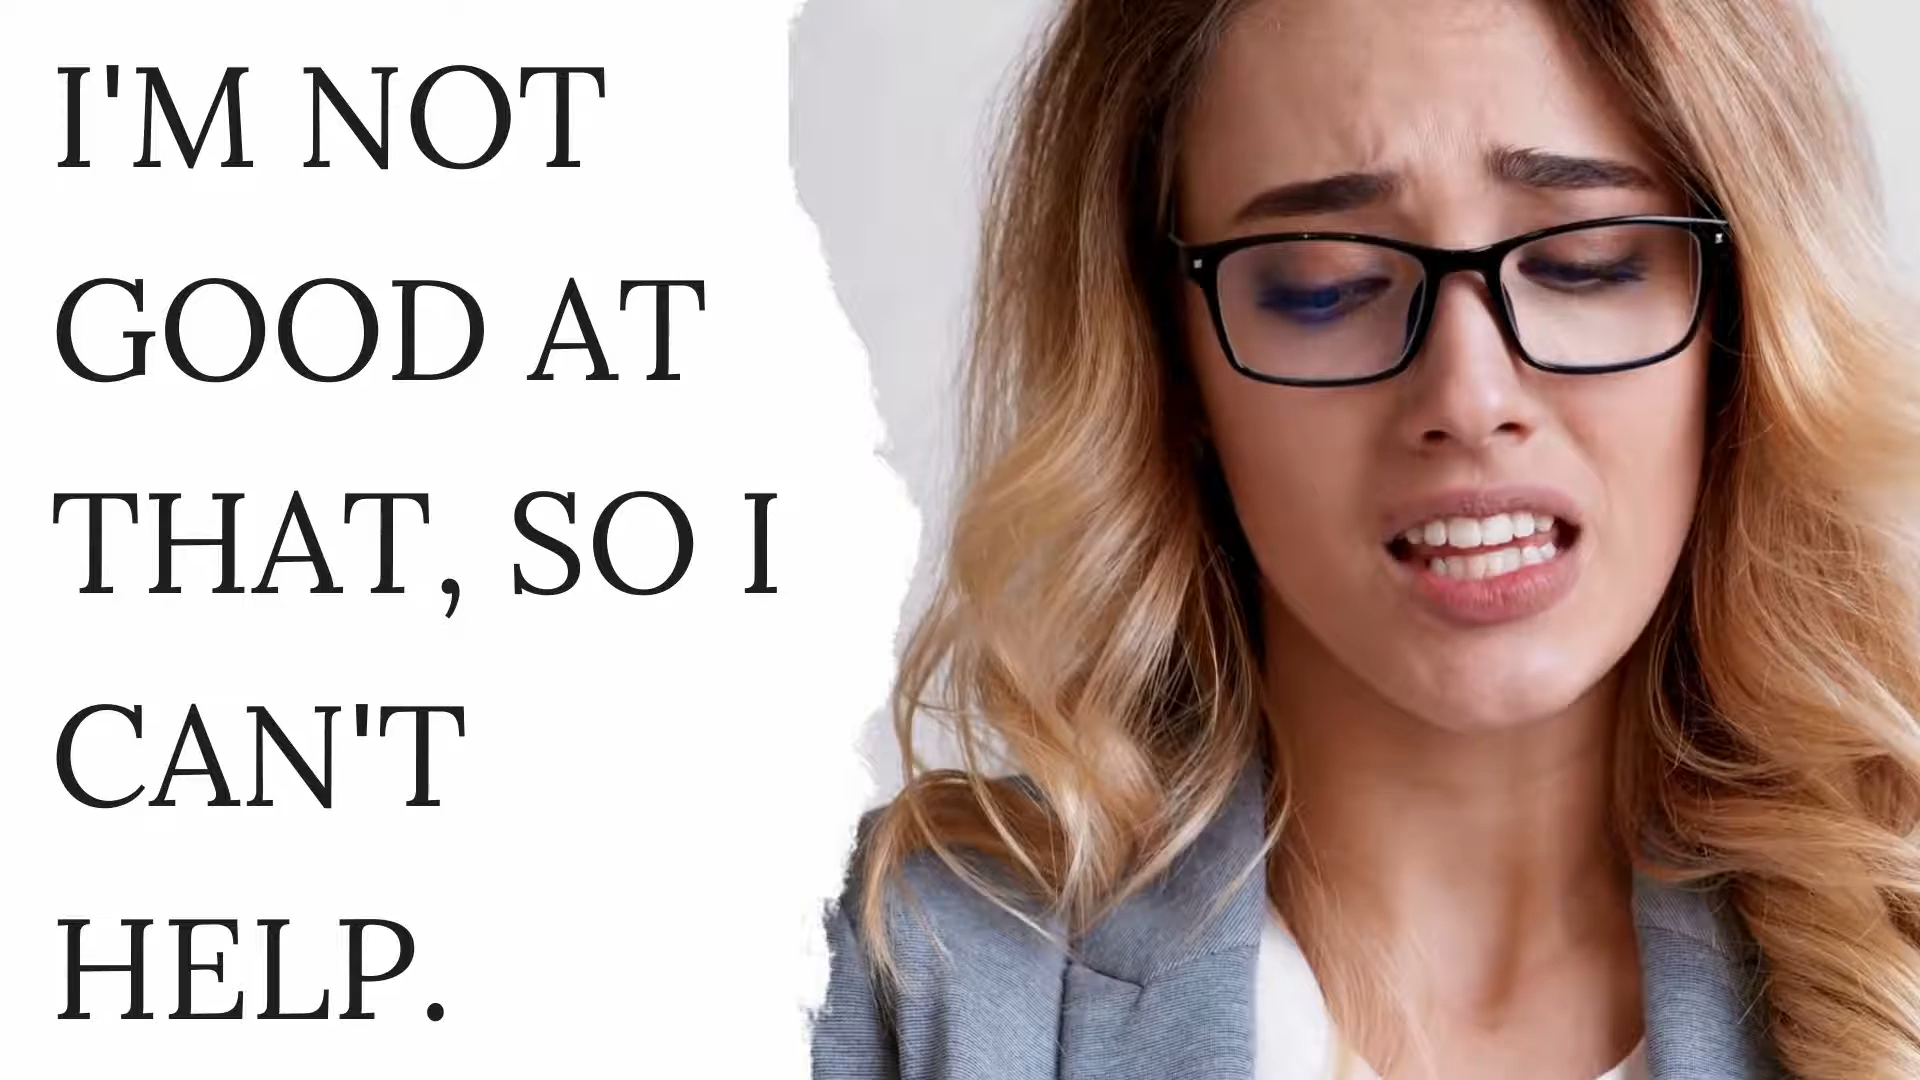 I'M NOT
GOOD AT
THAT, SO I
CAN'T
HELP.